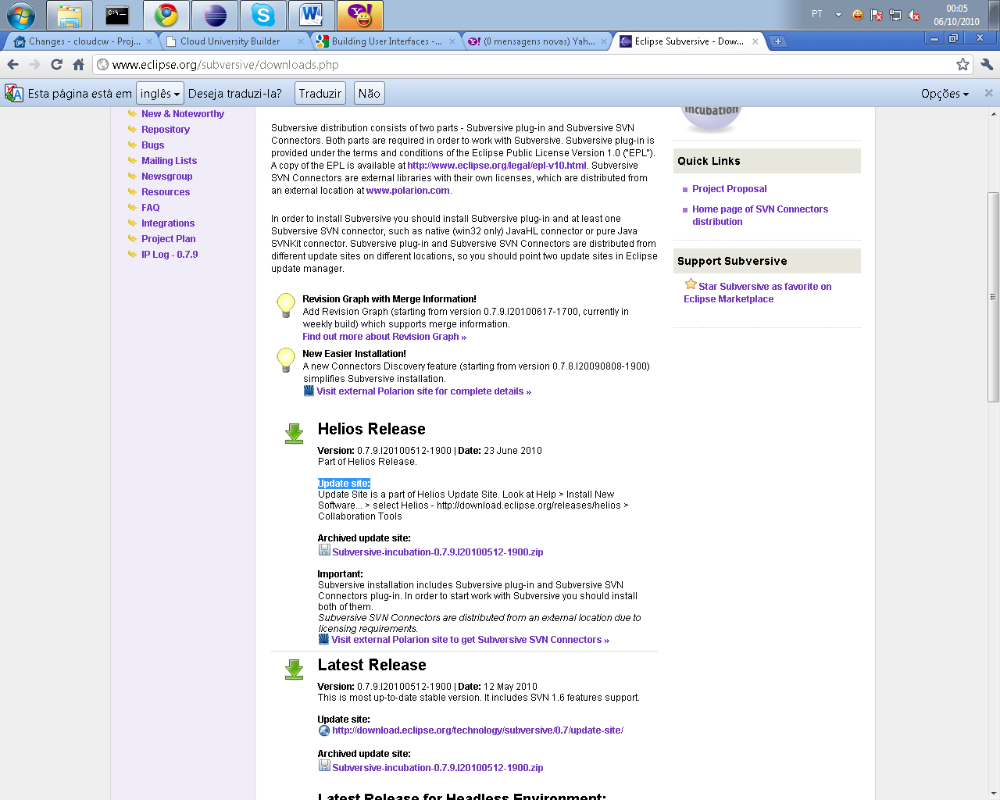 C:\
W
PT
00:05
06/10/2010
Changes - cloudcw - Proj...
Cloud University Builder
Building User Interfaces -...
(0 mensagens novas) Yah...
Eclipse Subversive - Dow...
www.eclipse.org/subversive/downloads.php
Esta página está em inglês Deseja traduzi-la? Traduzir Não Opções
New & Noteworthy
Repository
Bugs
Mailing Lists
Newsgroup
Resources
FAQ
Integrations
Project Plan
IP Log - 0.7.9
Subversive distribution consists of two parts - Subversive plug-in and Subversive SVN
Connectors. Both parts are required in order to work with Subversive. Subversive plug-in is
provided under the terms and conditions of the Eclipse Public License Version 1.0 ("EPL").
A copy of the EPL is available at http://www.eclipse.org/legal/epl-v10.html. Subversive
SVN Connectors are external libraries with their own licenses, which are distributed from
an external location at www.polarion.com.
In order to install Subversive you should install Subversive plug-in and at least one
Subversive SVN connector, such as native (win32 only) JavaHL connector or pure Java
SVNKit connector. Subversive plug-in and Subversive SVN Connectors are distributed from
different update sites on different locations, so you should point two update sites in Eclipse
update manager.
Revision Graph with Merge Information!
Add Revision Graph (starting from version 0.7.9.I20100617-1700, currently in
weekly build) which supports merge information.
Find out more about Revision Graph »
New Easier Installation!
A new Connectors Discovery feature (starting from version 0.7.8.I20090808-1900)
simplifies Subversive installation.
Visit external Polarion site for complete details »
Helios Release
Version: 0.7.9.I20100512-1900 | Date: 23 June 2010
Part of Helios Release.
Update site:
Update Site is a part of Helios Update Site. Look at Help > Install New
Software... > select Helios - http://download.eclipse.org/releases/helios >
Collaboration Tools
Archived update site:
Subversive-incubation-0.7.9.I20100512-1900.zip
Important:
Subversive installation includes Subversive plug-in and Subversive SVN
Connectors plug-in. In order to start work with Subversive you should install
both of them.
Subversive SVN Connectors are distributed from an external location due to
licensing requirements.
Visit external Polarion site to get Subversive SVN Connectors »
Latest Release
Version: 0.7.9.I20100512-1900 | Date: 12 May 2010
This is most up-to-date stable version. It includes SVN 1.6 features support.
Update site:
http://download.eclipse.org/technology/subversive/0.7/update-site/
Archived update site:
Subversive-incubation-0.7.9.I20100512-1900.zip
Latest Release for Headless Environment:
incubation
Quick Links
Project Proposal
Home page of SVN Connectors
distribution
Support Subversive
Star Subversive as favorite on
Eclipse Marketplace